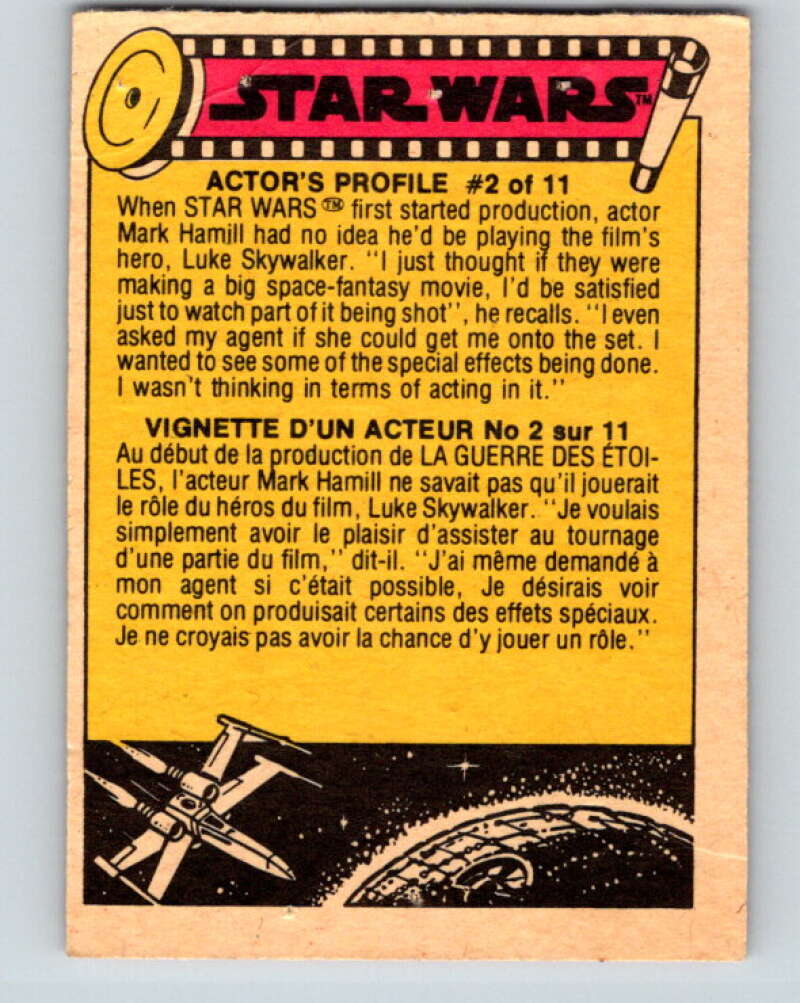 STAR WARS™
ACTOR'S PROFILE #2 of 11
When STAR WARS™ first started production, actor
Mark Hamill had no idea he'd be playing the film's
hero, Luke Skywalker. "I just thought if they were
making a big space-fantasy movie, I'd be satisfied
just to watch part of it being shot", he recalls. "I even
asked my agent if she could get me onto the set. I
wanted to see some of the special effects being done.
I wasn't thinking in terms of acting in it."
VIGNETTE D'UN ACTEUR No 2 sur 11
Au début de la production de LA GUERRE DES ÉTOI-
LES, l'acteur Mark Hamill ne savait pas qu'il jouerait
le rôle du héros du film, Luke Skywalker. "Je voulais
simplement avoir le plaisir d'assister au tournage
d'une partie du film," dit-il. "J'ai même demandé à
mon agent si c'était possible, Je désirais voir
comment on produisait certains des effets spéciaux.
Je ne croyais pas avoir la chance d'y jouer un rôle."